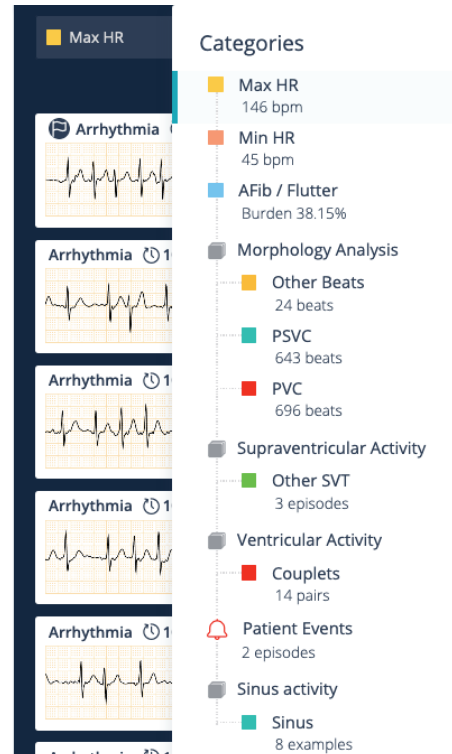 Max HR
Arrhythmia
Arrhythmia
Arrhythmia
Arrhythmia
Arrhythmia
Categories
Max HR
146 bpm
Min HR
45 bpm
AFib / Flutter
Burden 38.15%
Morphology Analysis
Other Beats
24 beats
PSVC
643 beats
PVC
696 beats
Supraventricular Activity
Other SVT
3 episodes
Ventricular Activity
Couplets
14 pairs
Patient Events
2 episodes
Sinus activity
Sinus
8 examples